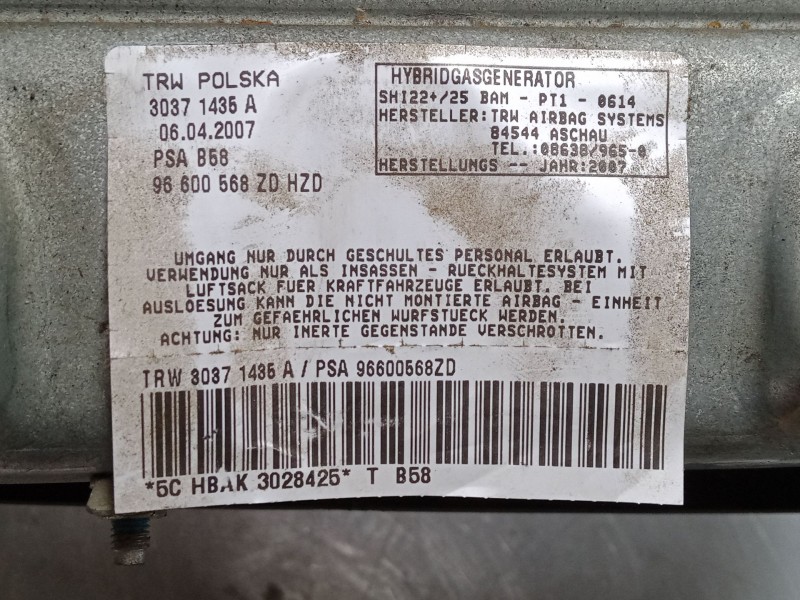 TRW POLSKA
3037 1435 A
06.04.2007
PSA B58
96 600 568 ZD HZD
HYBRIDGASGENERATOR
SHI22+/25 BAM - PT1 - 0614
HERSTELLER:TRW AIRBAG SYSTEMS
84544 ASCHAU
TEL.:08638/965-0
HERSTELLUNGS -- JAHR:2007
UMGANG NUR DURCH GESCHULTES PERSONAL ERLAUBT.
VERWENDUNG NUR ALS INSASSEN - RUECKHALTESYSTEM MIT
LUFTSACK FUER KRAFTFAHRZEUGE ERLAUBT. BEI
AUSLOESUNG KANN DIE NICHT MONTIERTE AIRBAG - EINHEIT
ZUM GEFAEHRLICHEN WURFSTUECK WERDEN.
ACHTUNG: NUR INERTE GEGENSTANDE VERSCHROTTEN.
TRW 3037 1435 A / PSA 96600568ZD
*5C HBAK 3028425* T B58